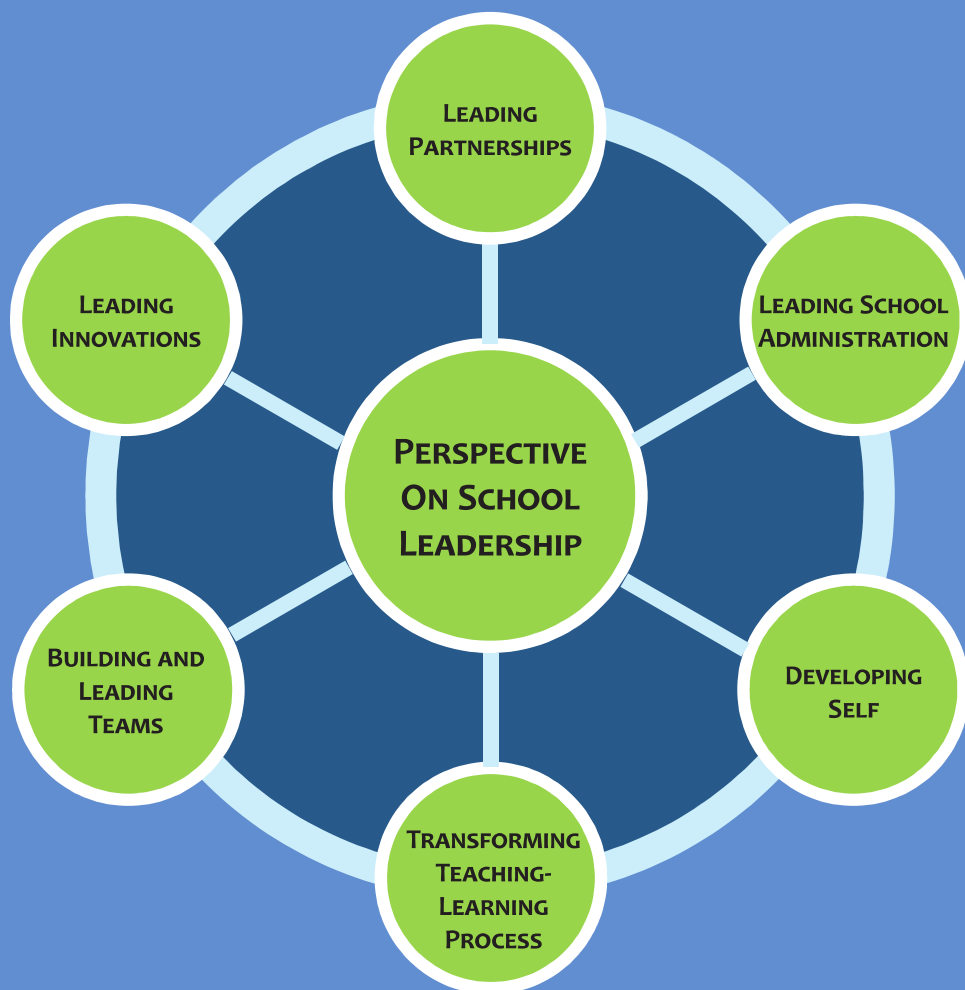 Leading
Partnerships
Leading
Innovations
Leading School
Administration
Perspective
On School
Leadership
Building and
Leading
Teams
Developing
Self
Transforming
Teaching-
Learning
Process